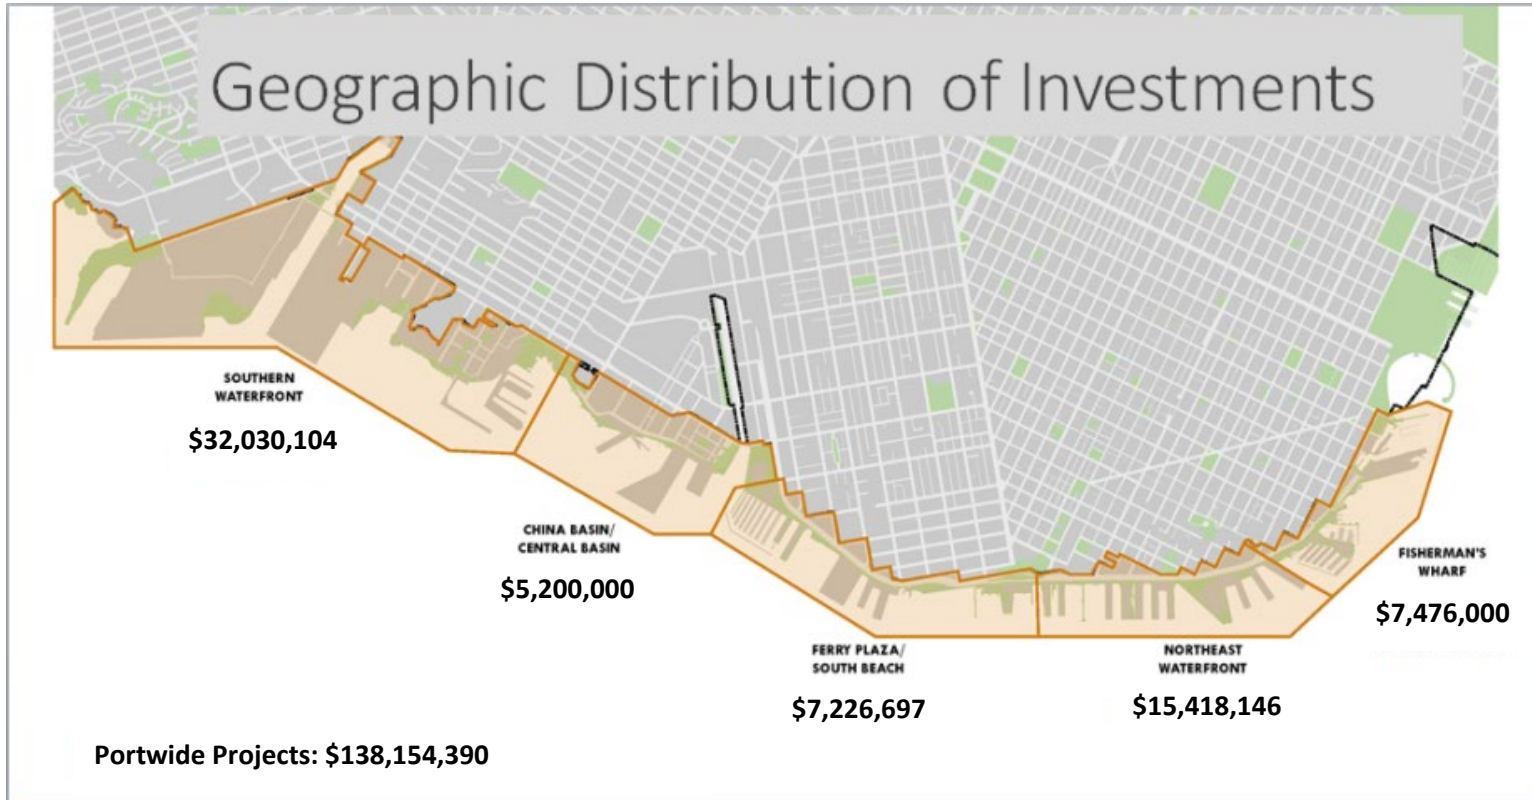 Geographic Distribution of Investments
SOUTHERN
WATERFRONT
$32,030,104
CHINA BASIN/
CENTRAL BASIN
$5,200,000
FERRY PLAZA/
SOUTH BEACH
$7,226,697
NORTHEAST
WATERFRONT
$15,418,146
FISHERMAN'S
WHARF
$7,476,000
Portwide Projects: $138,154,390